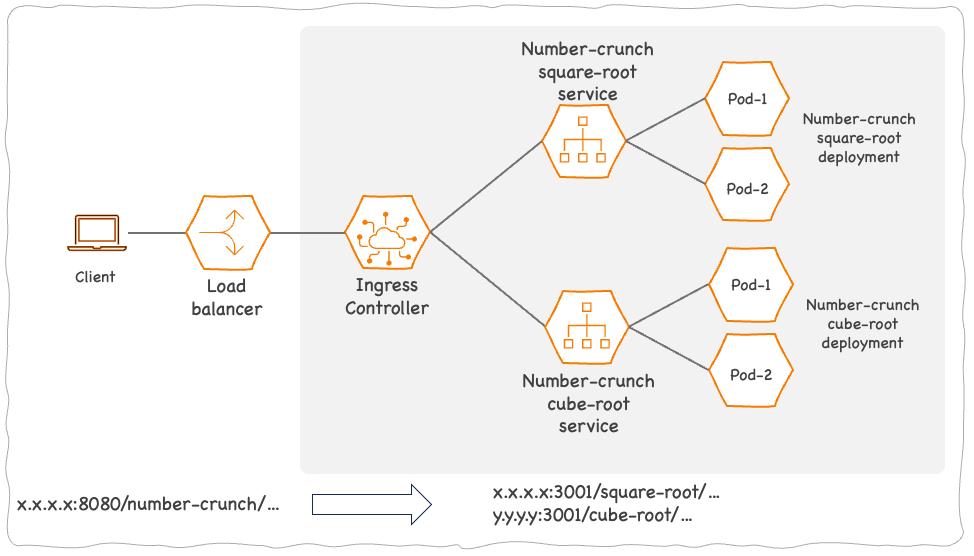 Number-crunch
square-root
service
Pod-1
Number-crunch
square-root
deployment
Pod-2
Client
Load
balancer
Ingress
Controller
Pod-1
Number-crunch
cube-root
deployment
Pod-2
Number-crunch
cube-root
service
x.x.x.x:8080/number-crunch/...
x.x.x.x:3001/square-root/...
y.y.y.y:3001/cube-root/...